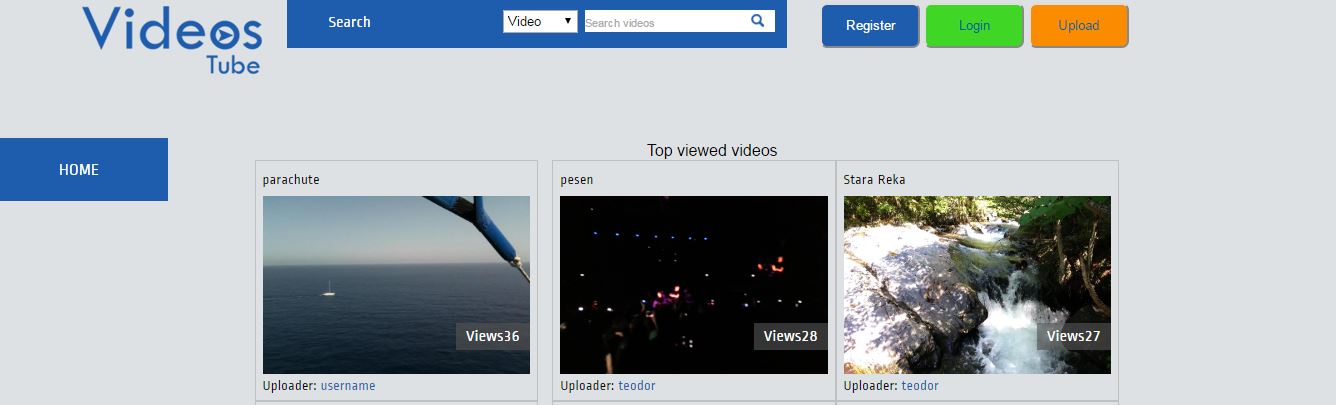 Videos
Tube
Search
Video
Search videos
Register
Login
Upload
HOME
Top viewed videos
parachute
pesen
Stara Reka
Views36
Views28
Views27
Uploader: username
Uploader: teodor
Uploader: teodor